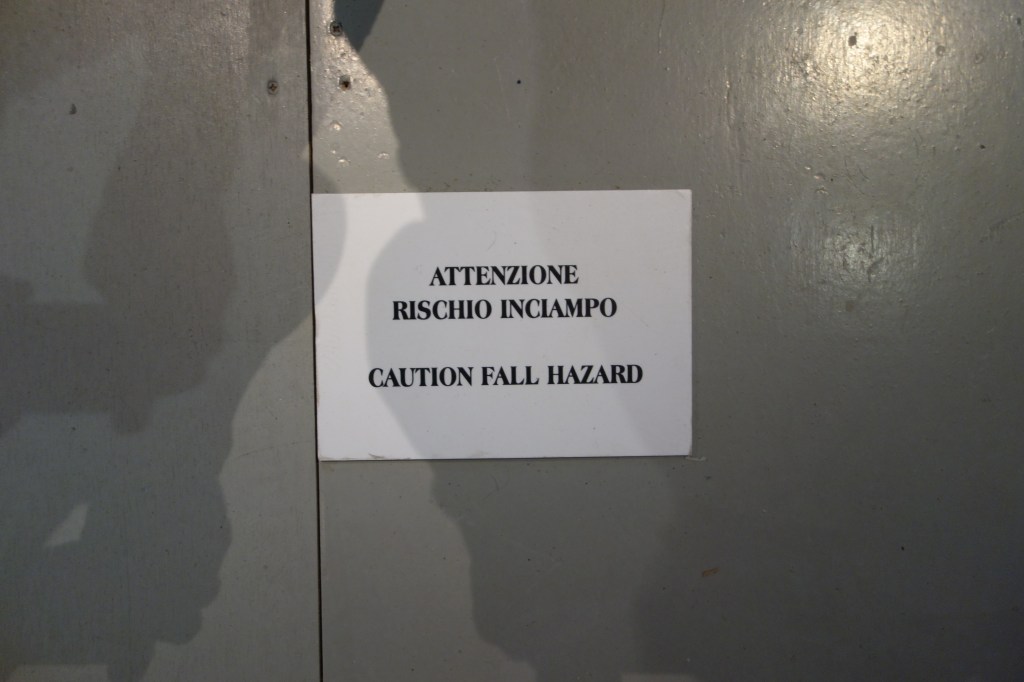 ATTENZIONE
RISCHIO INCIAMPO
CAUTION FALL HAZARD